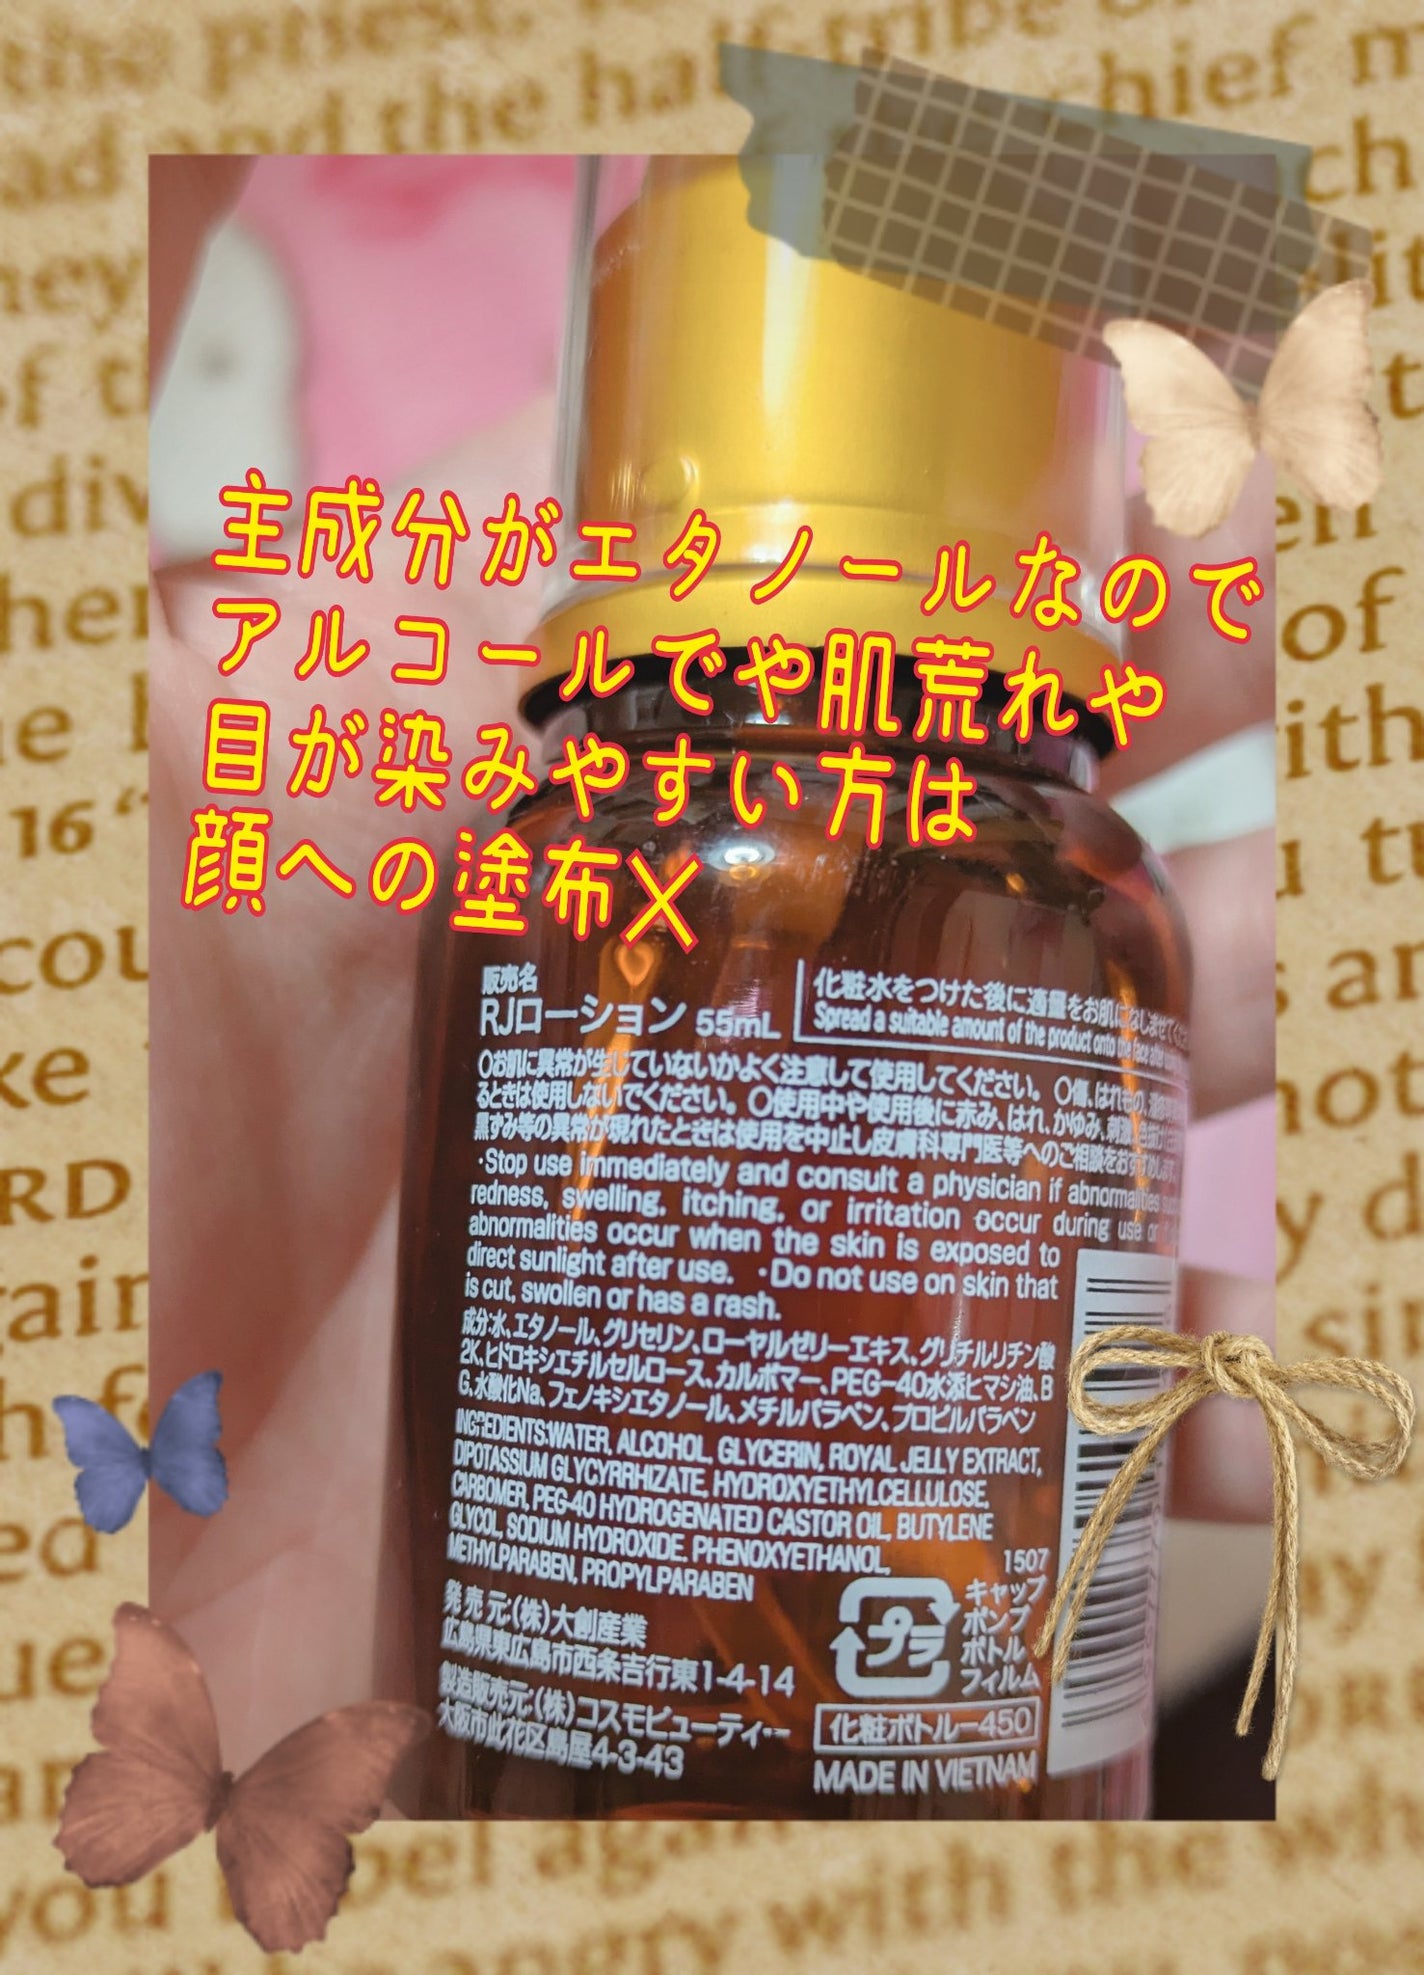 主成分がエタノールなので
アルコールでや肌荒れや
目が染みやすい方は
顔への塗布X
販売名
RJローション 55mL
化粧水をつけた後に適量をお肌になじませてくだ
Spread a suitable amount of the product onto the face after
〇お肌に異常が生じていないかよく注意して使用してください。〇傷、はれもの、湿疹
るときは使用しないでください。〇使用中や使用後に赤み、はれ、かゆみ、刺激
黒ずみ等の異常が現れたときは使用を中止し皮膚科専門医等へのご相談をおすすめします
・Stop use immediately and consult a physician if abnormalities such
redness, swelling, itching, or irritation occur during use or if
abnormalities occur when the skin is exposed to
direct sunlight after use. ・Do not use on skin that
is cut, swollen or has a rash.
成分:水、エタノール、グリセリン、ローヤルゼリーエキス、グリチルリチン酸
2K、ヒドロキシエチルセルロース、カルボマー、PEG-40水添ヒマシ油、B
G、水酸化Na、フェノキシエタノール、メチルパラベン、プロピルパラベン
INGREDIENTS:WATER, ALCOHOL, GLYCERIN, ROYAL JELLY EXTRACT,
DIPOTASSIUM GLYCYRRHIZATE, HYDROXYETHYLCELLULOSE,
CARBOMER, PEG-40 HYDROGENATED CASTOR OIL, BUTYLENE
GLYCOL, SODIUM HYDROXIDE, PHENOXYETHANOL,
METHYLPARABEN, PROPYLPARABEN
1507
発売元:(株)大創産業
広島県東広島市西条吉行東1-4-14
製造販売元:(株)コスモビューティー
大阪市此花区島屋4-3-43
プラ
キャップ
ポンプ
ボトル
フィルム
化粧ボトルー450
MADE IN VIETNAM